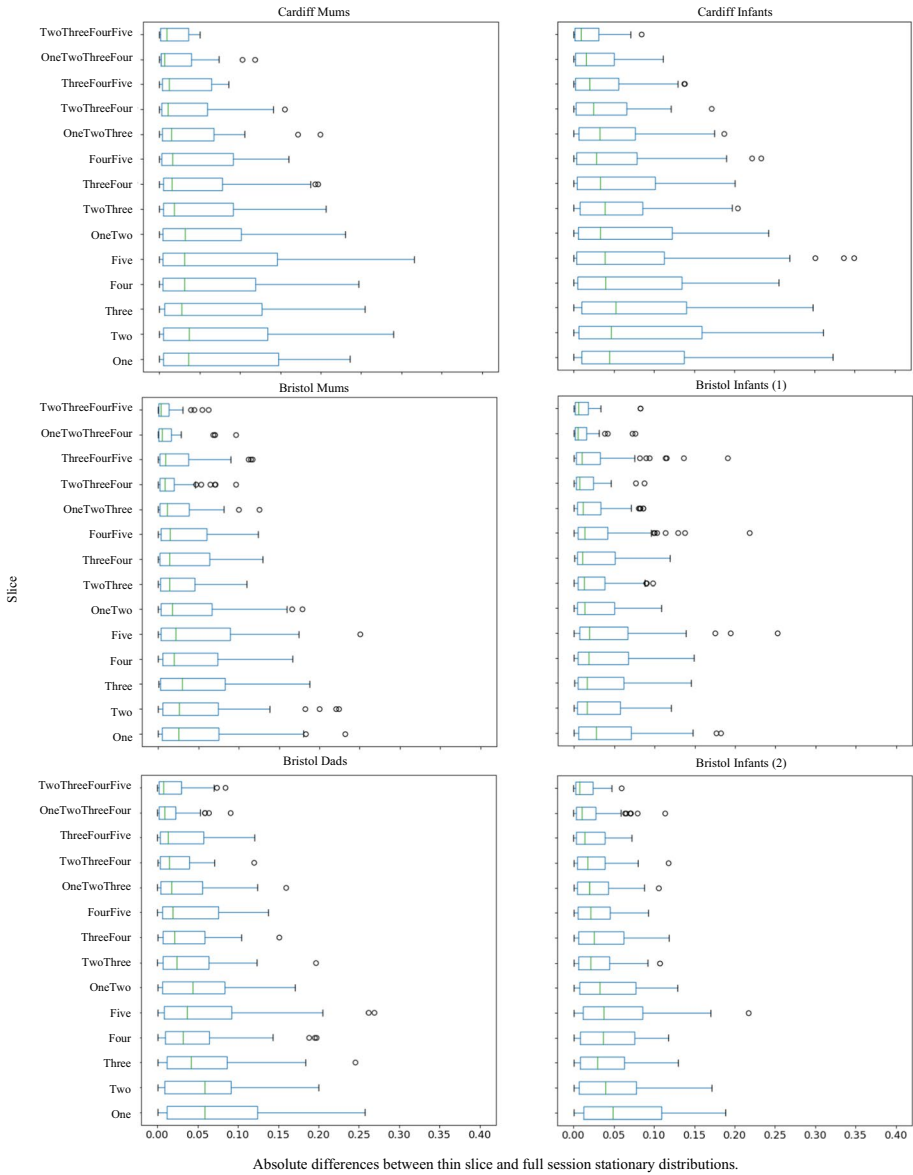 Cardiff Mums
Cardiff Infants
TwoThreeFourFive
OneTwoThreeFour
ThreeFourFive
TwoThreeFour
OneTwoThree
FourFive
ThreeFour
TwoThree
OneTwo
Five
Four
Three
Two
One
Bristol Mums
Bristol Infants (1)
TwoThreeFourFive
OneTwoThreeFour
ThreeFourFive
TwoThreeFour
OneTwoThree
FourFive
ThreeFour
TwoThree
OneTwo
Five
Four
Three
Two
One
Slice
Bristol Dads
Bristol Infants (2)
TwoThreeFourFive
OneTwoThreeFour
ThreeFourFive
TwoThreeFour
OneTwoThree
FourFive
ThreeFour
TwoThree
OneTwo
Five
Four
Three
Two
One
0.00 0.05 0.10 0.15 0.20 0.25 0.30 0.35 0.40
0.00 0.05 0.10 0.15 0.20 0.25 0.30 0.35 0.40
Absolute differences between thin slice and full session stationary distributions.